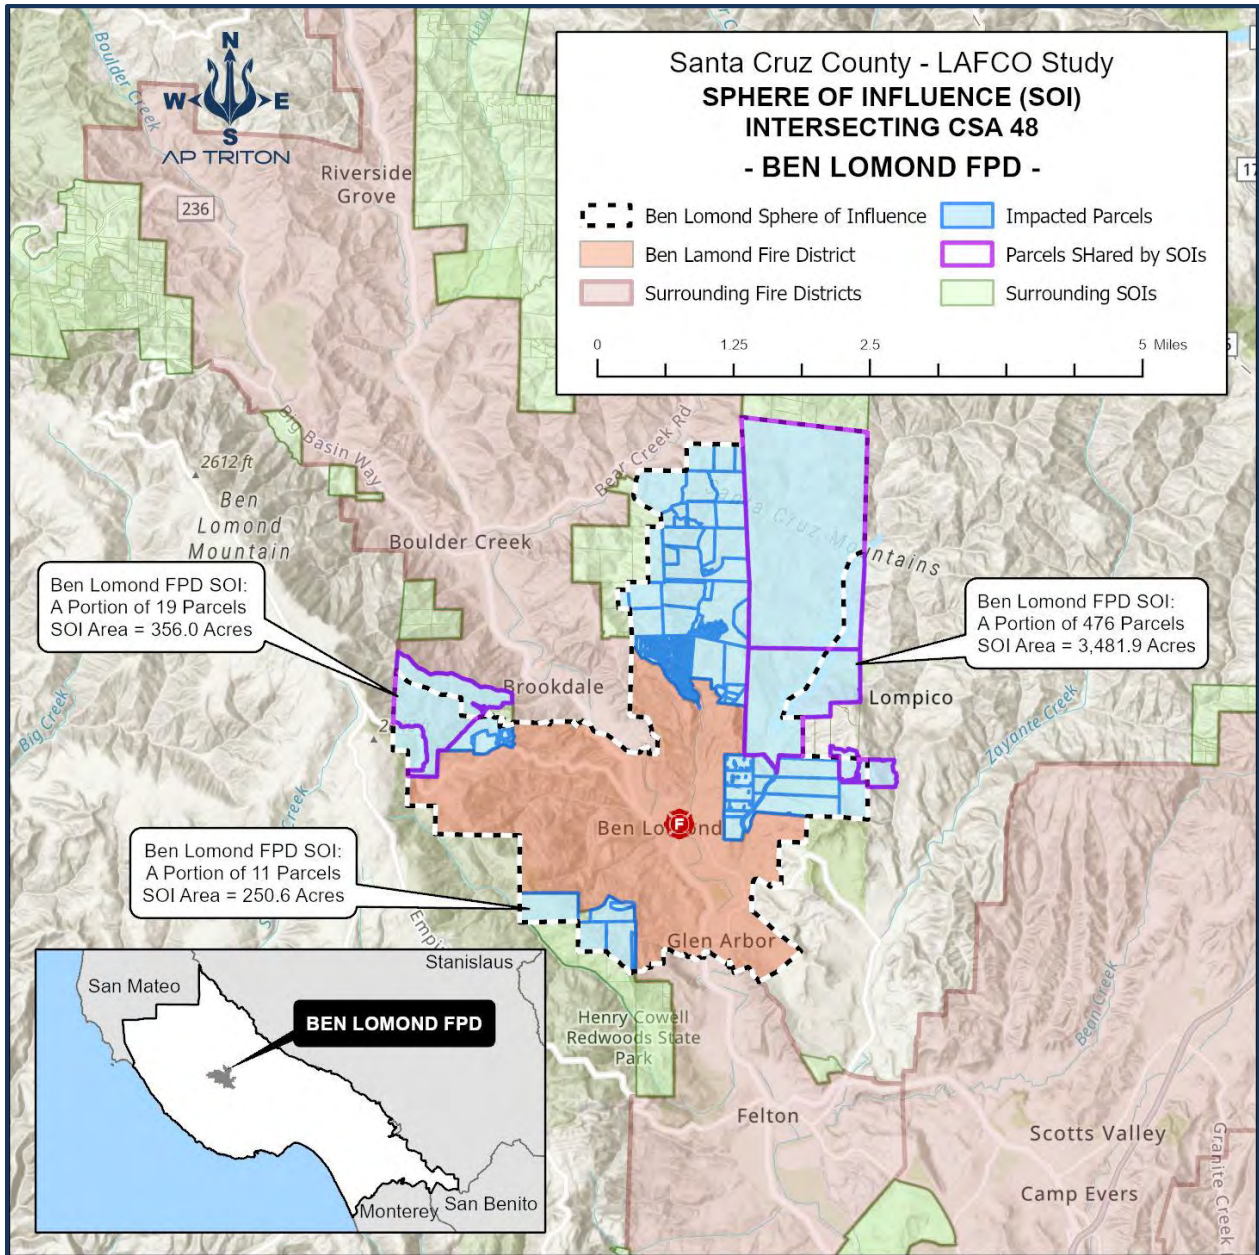 Santa Cruz County - LAFCO Study
SPHERE OF INFLUENCE (SOI)
INTERSECTING CSA 48
- BEN LOMOND FPD -
Ben Lomond Sphere of Influence
Impacted Parcels
Ben Lamond Fire District
Parcels SHared by SOIs
Surrounding Fire Districts
Surrounding SOIs
0 1.25 2.5 5 Miles
N
W E
S
AP TRITON
Boulder Creek
Riverside
Grove
236
17
Big Basin Way
Bear Creek Rd
2612 ft
Ben
Lomond
Mountain
Boulder Creek
Santa Cruz Mountains
Ben Lomond FPD SOI:
A Portion of 19 Parcels
SOI Area = 356.0 Acres
Ben Lomond FPD SOI:
A Portion of 476 Parcels
SOI Area = 3,481.9 Acres
Brookdale
Lompico
Big Creek
Zayante Creek
Ben Lomond
F
Ben Lomond FPD SOI:
A Portion of 11 Parcels
SOI Area = 250.6 Acres
Glen Arbor
Stanislaus
San Mateo
BEN LOMOND FPD
Monterey
San Benito
Henry Cowell
Redwoods State
Park
Bean Creek
Felton
Scotts Valley
Camp Evers
Granite Creek